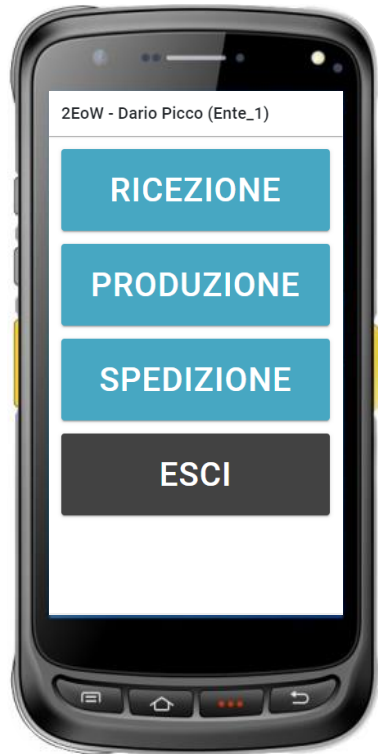 2EoW - Dario Picco (Ente_1)
RICEZIONE
PRODUZIONE
SPEDIZIONE
ESCI